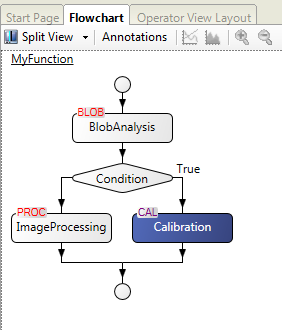 Start Page Flowchart Operator View Layout
Split View Annotations
MyFunction
BLOB
BlobAnalysis
Condition
True
PROC
ImageProcessing
CAL
Calibration